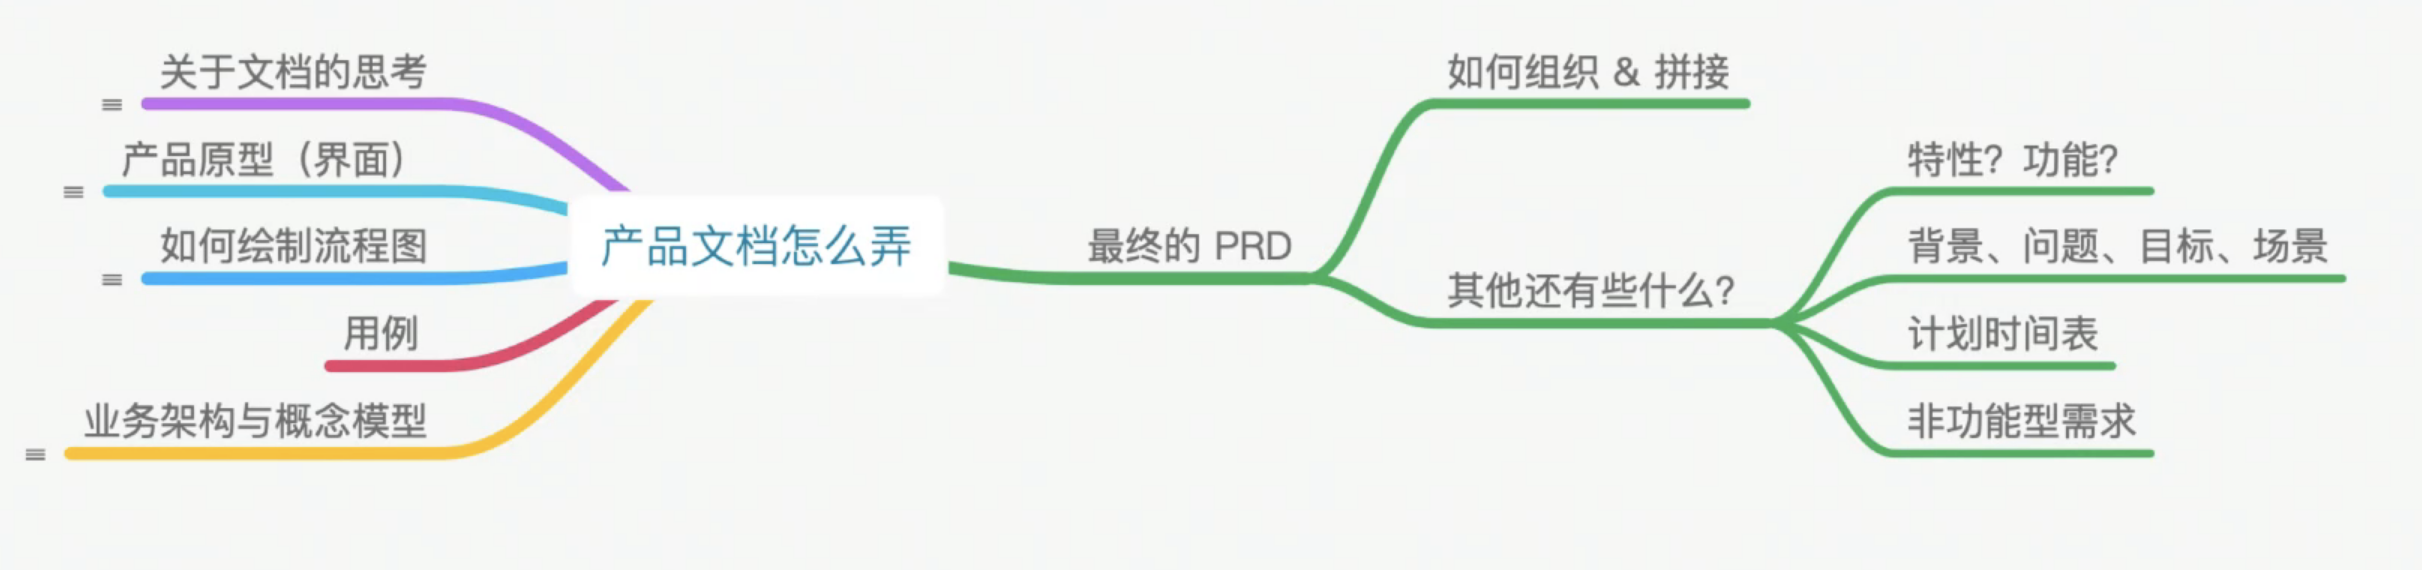 关于文档的思考
产品原型（界面）
如何绘制流程图
用例
业务架构与概念模型
产品文档怎么弄
最终的 PRD
如何组织 & 拼接
其他还有些什么？
特性？功能？
背景、问题、目标、场景
计划时间表
非功能型需求